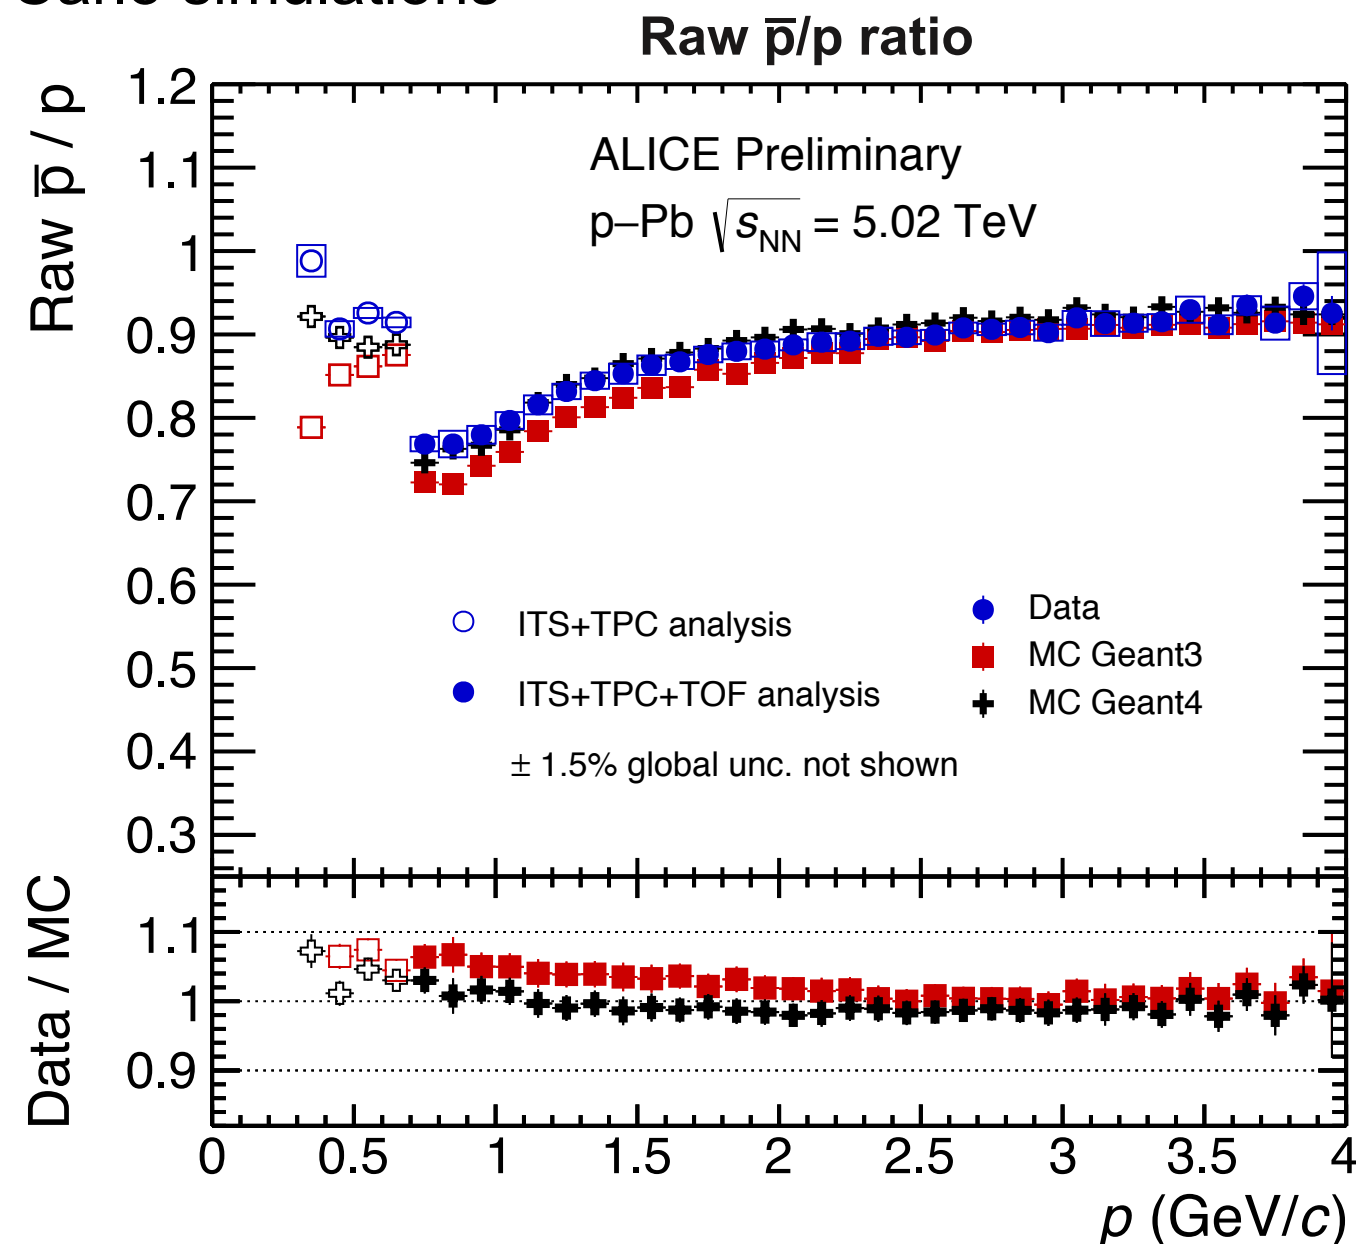 Raw p̅/p ratio
Raw p̅ / p
1.2
1.1
1
0.9
0.8
0.7
0.6
0.5
0.4
0.3
ALICE Preliminary
p–Pb √sNN = 5.02 TeV
ITS+TPC analysis
ITS+TPC+TOF analysis
± 1.5% global unc. not shown
Data
MC Geant3
MC Geant4
Data / MC
1.1
1
0.9
0 0.5 1 1.5 2 2.5 3 3.5 4
p (GeV/c)